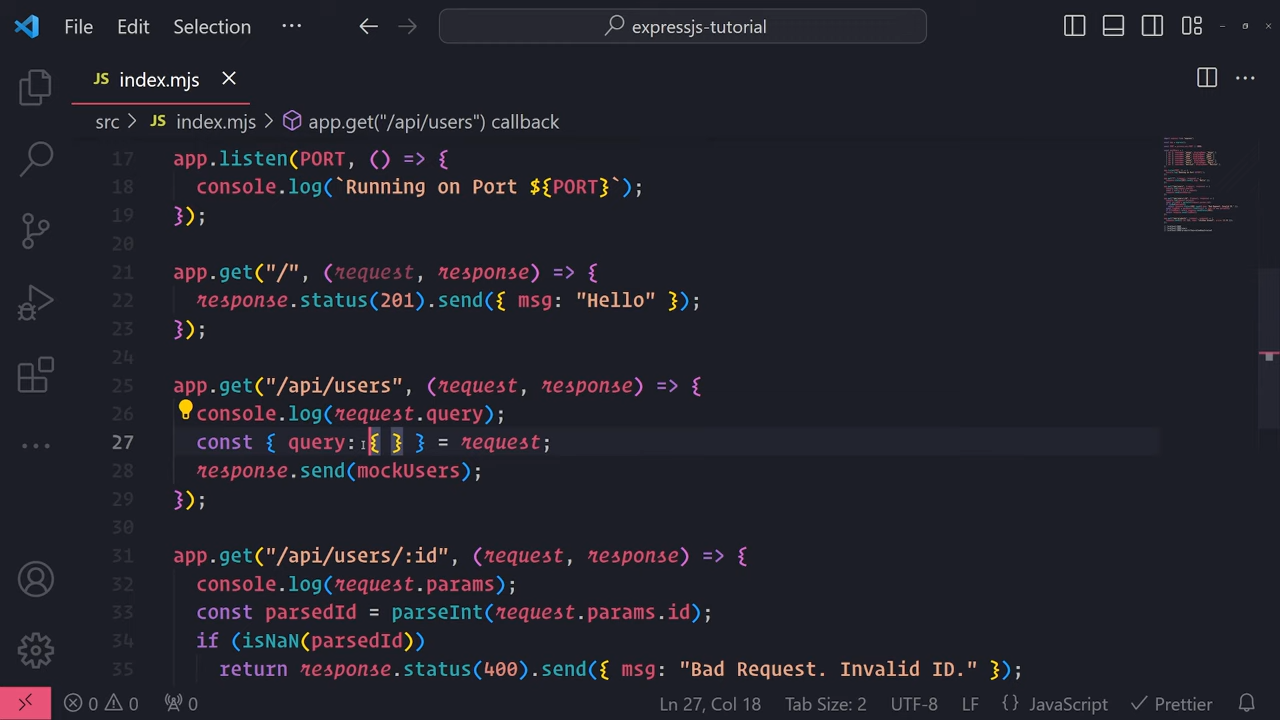 File Edit Selection ··· expressjs-tutorial
JS index.mjs
src > JS index.mjs > app.get("/api/users") callback
17 app.listen(PORT, () => {
18 console.log(`Running on Port ${PORT}`);
19 });
20
21 app.get("/", (request, response) => {
22 response.status(201).send({ msg: "Hello" });
23 });
24
25 app.get("/api/users", (request, response) => {
26 console.log(request.query);
27 const { query: { } } = request;
28 response.send(mockUsers);
29 });
30
31 app.get("/api/users/:id", (request, response) => {
32 console.log(request.params);
33 const parsedId = parseInt(request.params.id);
34 if (isNaN(parsedId))
35 return response.status(400).send({ msg: "Bad Request. Invalid ID." });
0 0 0 Ln 27, Col 18 Tab Size: 2 UTF-8 LF {} JavaScript Prettier